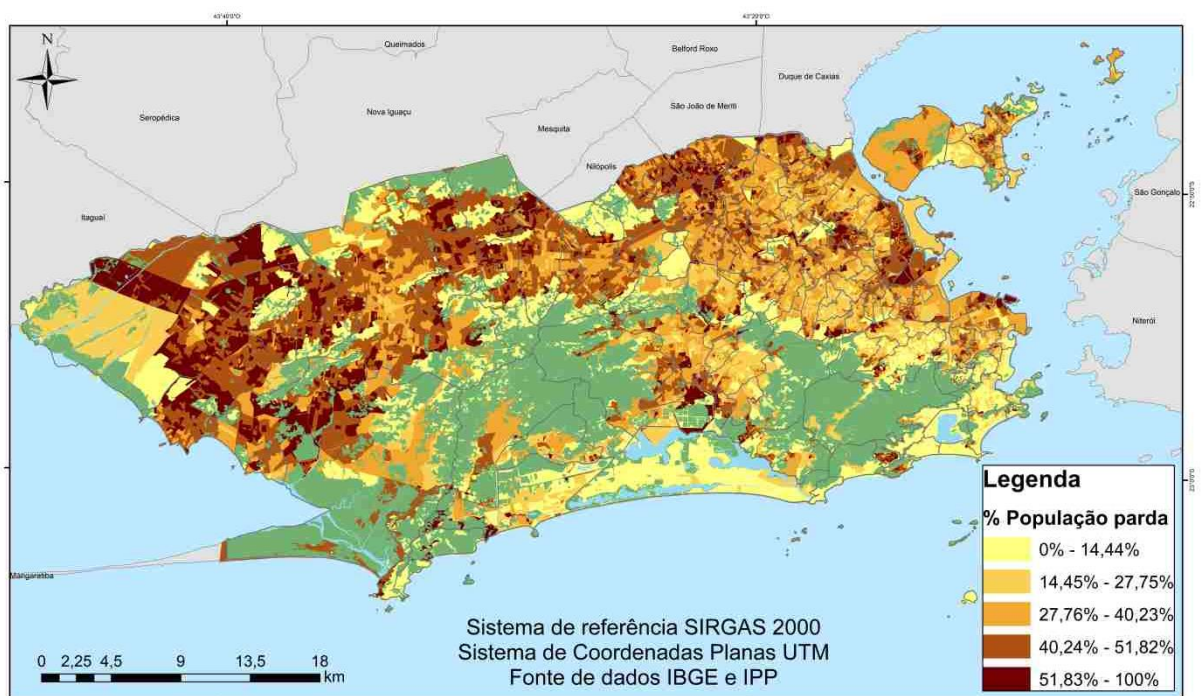 43°40'0"O
43°20'0"O
N
Queimados
Belford Roxo
Duque de Caxias
Seropédica
Nova Iguaçu
São João de Meriti
Mesquita
Nilópolis
São Gonçalo
22°50'0"S
Itaguaí
Niterói
23°0'0"S
Mangaratiba
Legenda
% População parda
0% - 14,44%
14,45% - 27,75%
27,76% - 40,23%
40,24% - 51,82%
51,83% - 100%
Sistema de referência SIRGAS 2000
Sistema de Coordenadas Planas UTM
Fonte de dados IBGE e IPP
0 2,25 4,5 9 13,5 18
km